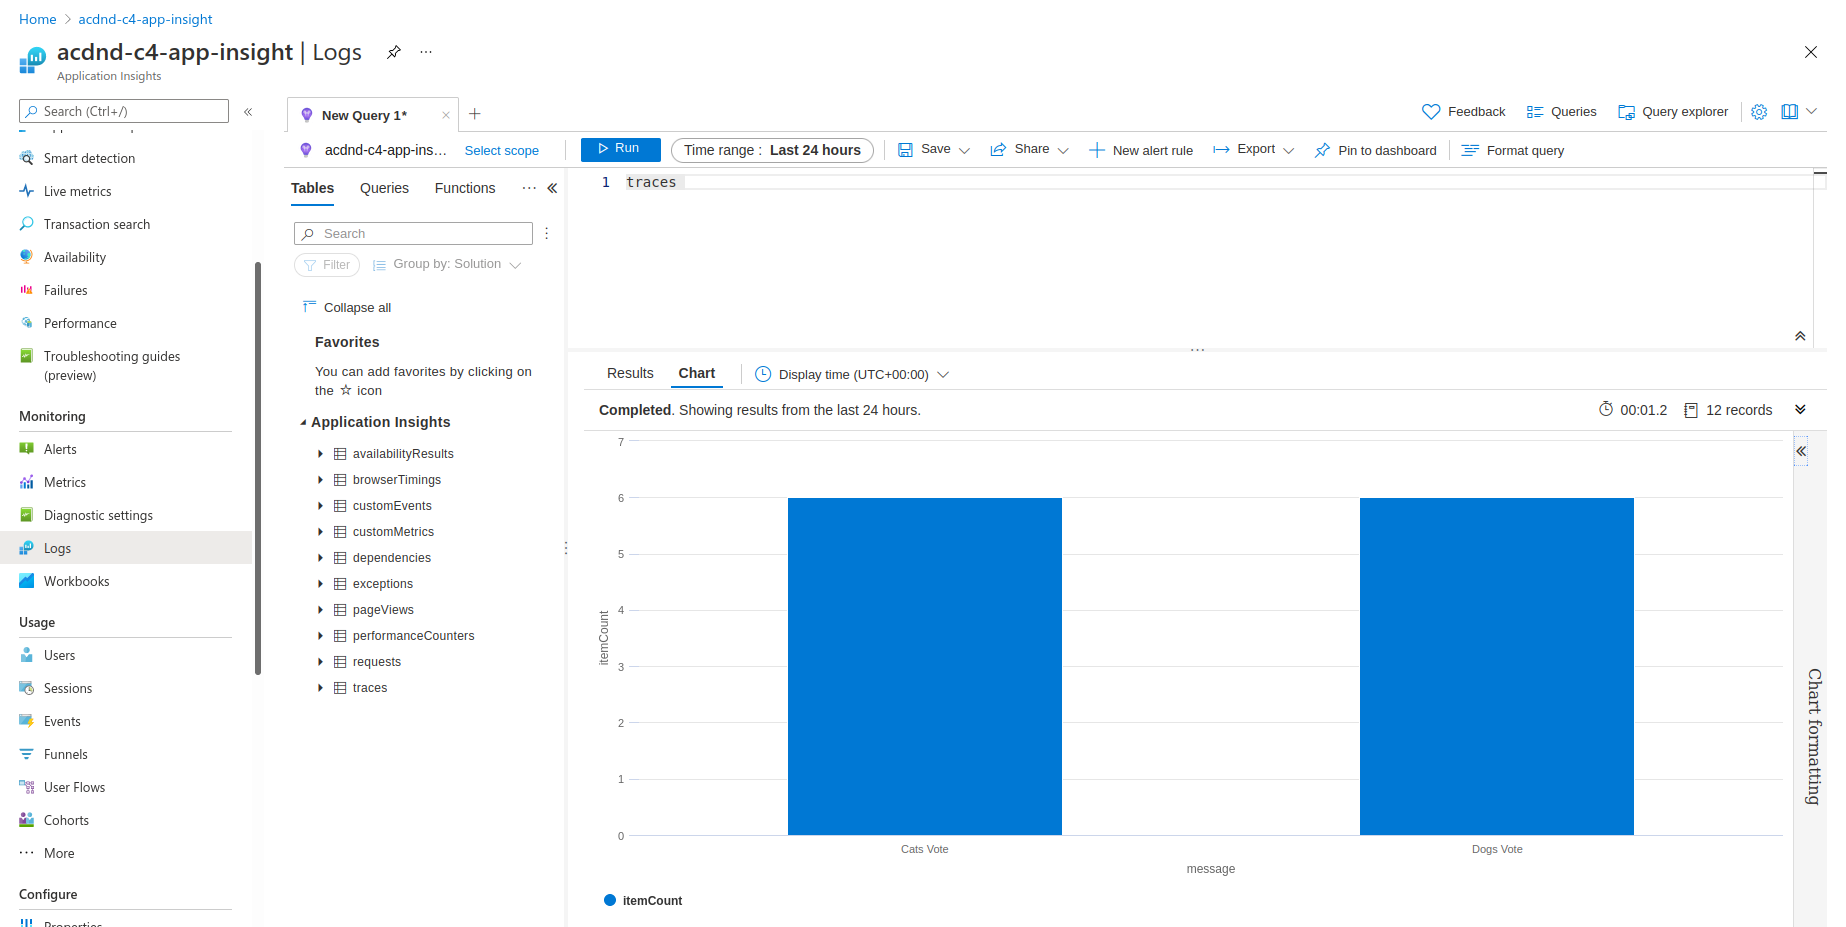 Home > acdnd-c4-app-insight
acdnd-c4-app-insight | Logs
Application Insights
Search (Ctrl+/)
Smart detection
Live metrics
Transaction search
Availability
Failures
Performance
Troubleshooting guides
(preview)
Monitoring
Alerts
Metrics
Diagnostic settings
Logs
Workbooks
Usage
Users
Sessions
Events
Funnels
User Flows
Cohorts
More
Configure
Properties
New Query 1*
Feedback
Queries
Query explorer
acdnd-c4-app-ins...
Select scope
Run
Time range : Last 24 hours
Save
Share
New alert rule
Export
Pin to dashboard
Format query
Tables
Queries
Functions
Search
Filter
Group by: Solution
Collapse all
Favorites
You can add favorites by clicking on
the ☆ icon
Application Insights
availabilityResults
browserTimings
customEvents
customMetrics
dependencies
exceptions
pageViews
performanceCounters
requests
traces
1 traces
Results
Chart
Display time (UTC+00:00)
Completed. Showing results from the last 24 hours.
00:01.2
12 records
7
6
5
4
3
2
1
0
itemCount
Cats Vote
Dogs Vote
message
itemCount
Chart formatting